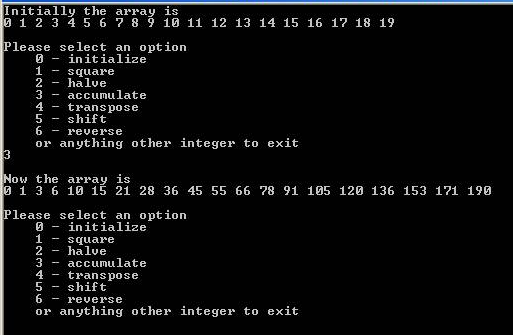 Initially the array is
0 1 2 3 4 5 6 7 8 9 10 11 12 13 14 15 16 17 18 19
Please select an option
0 - initialize
1 - square
2 - halve
3 - accumulate
4 - transpose
5 - shift
6 - reverse
or anything other integer to exit
3
Now the array is
0 1 3 6 10 15 21 28 36 45 55 66 78 91 105 120 136 153 171 190
Please select an option
0 - initialize
1 - square
2 - halve
3 - accumulate
4 - transpose
5 - shift
6 - reverse
or anything other integer to exit